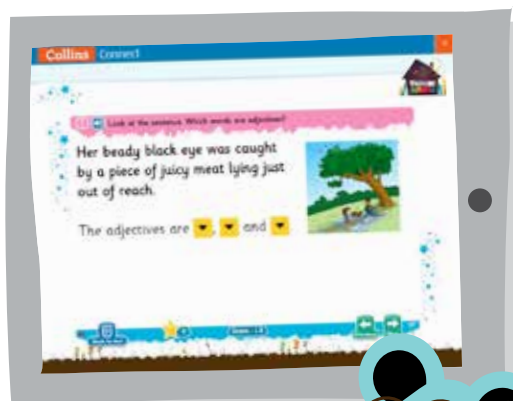 Collins Connect
Look at the sentence. Which words are adjectives?
Her beady black eye was caught
by a piece of juicy meat lying just
out of reach.
The adjectives are , and